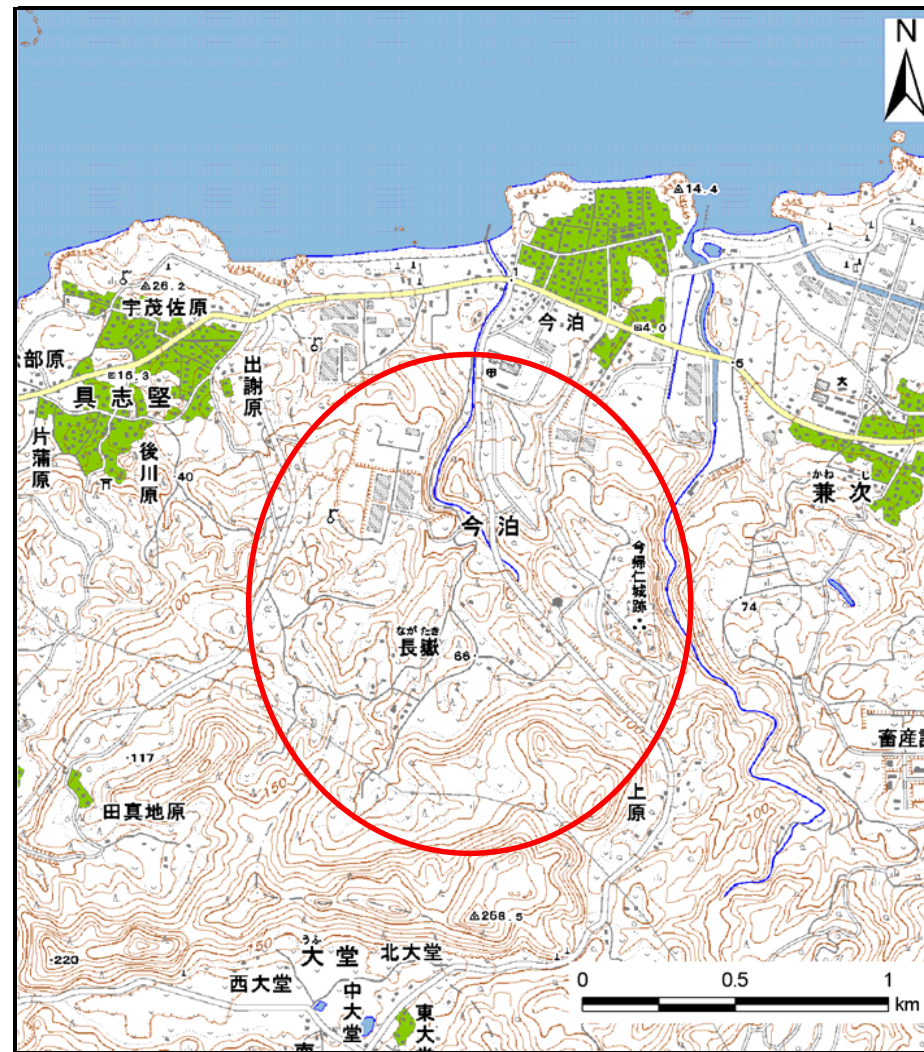 N
14.4
26.2
宇茂佐原
1
今泊
4.0
部原
16.3
具志堅
出謝原
5
片蒲原
後川原
40
かね じ
兼次
今泊
今帰仁城跡
100
74
ながたき
長嶽
66
100
畜産
117
150
上原
田真地原
100
258.5
うふ
大堂
北大堂
150
220
西大堂
中大堂
東大
南
0 0.5 1
km